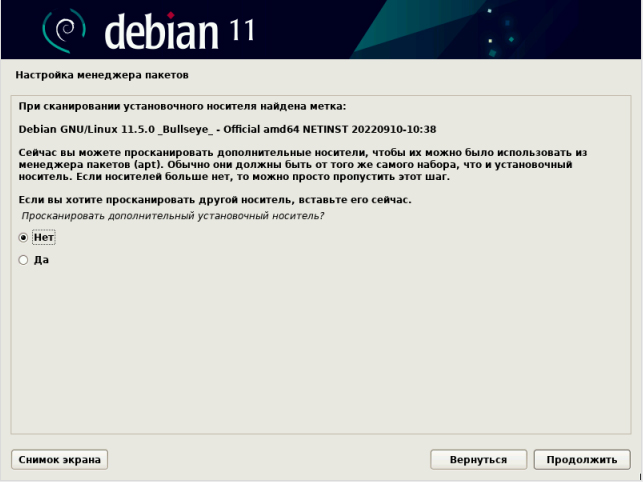 debian 11
Настройка менеджера пакетов
При сканировании установочного носителя найдена метка:
Debian GNU/Linux 11.5.0 _Bullseye_ - Official amd64 NETINST 20220910-10:38
Сейчас вы можете просканировать дополнительные носители, чтобы их можно было использовать из
менеджера пакетов (apt). Обычно они должны быть от того же самого набора, что и установочный
носитель. Если носителей больше нет, то можно просто пропустить этот шаг.
Если вы хотите просканировать другой носитель, вставьте его сейчас.
Просканировать дополнительный установочный носитель?
Нет
Да
Снимок экрана
Вернуться
Продолжить